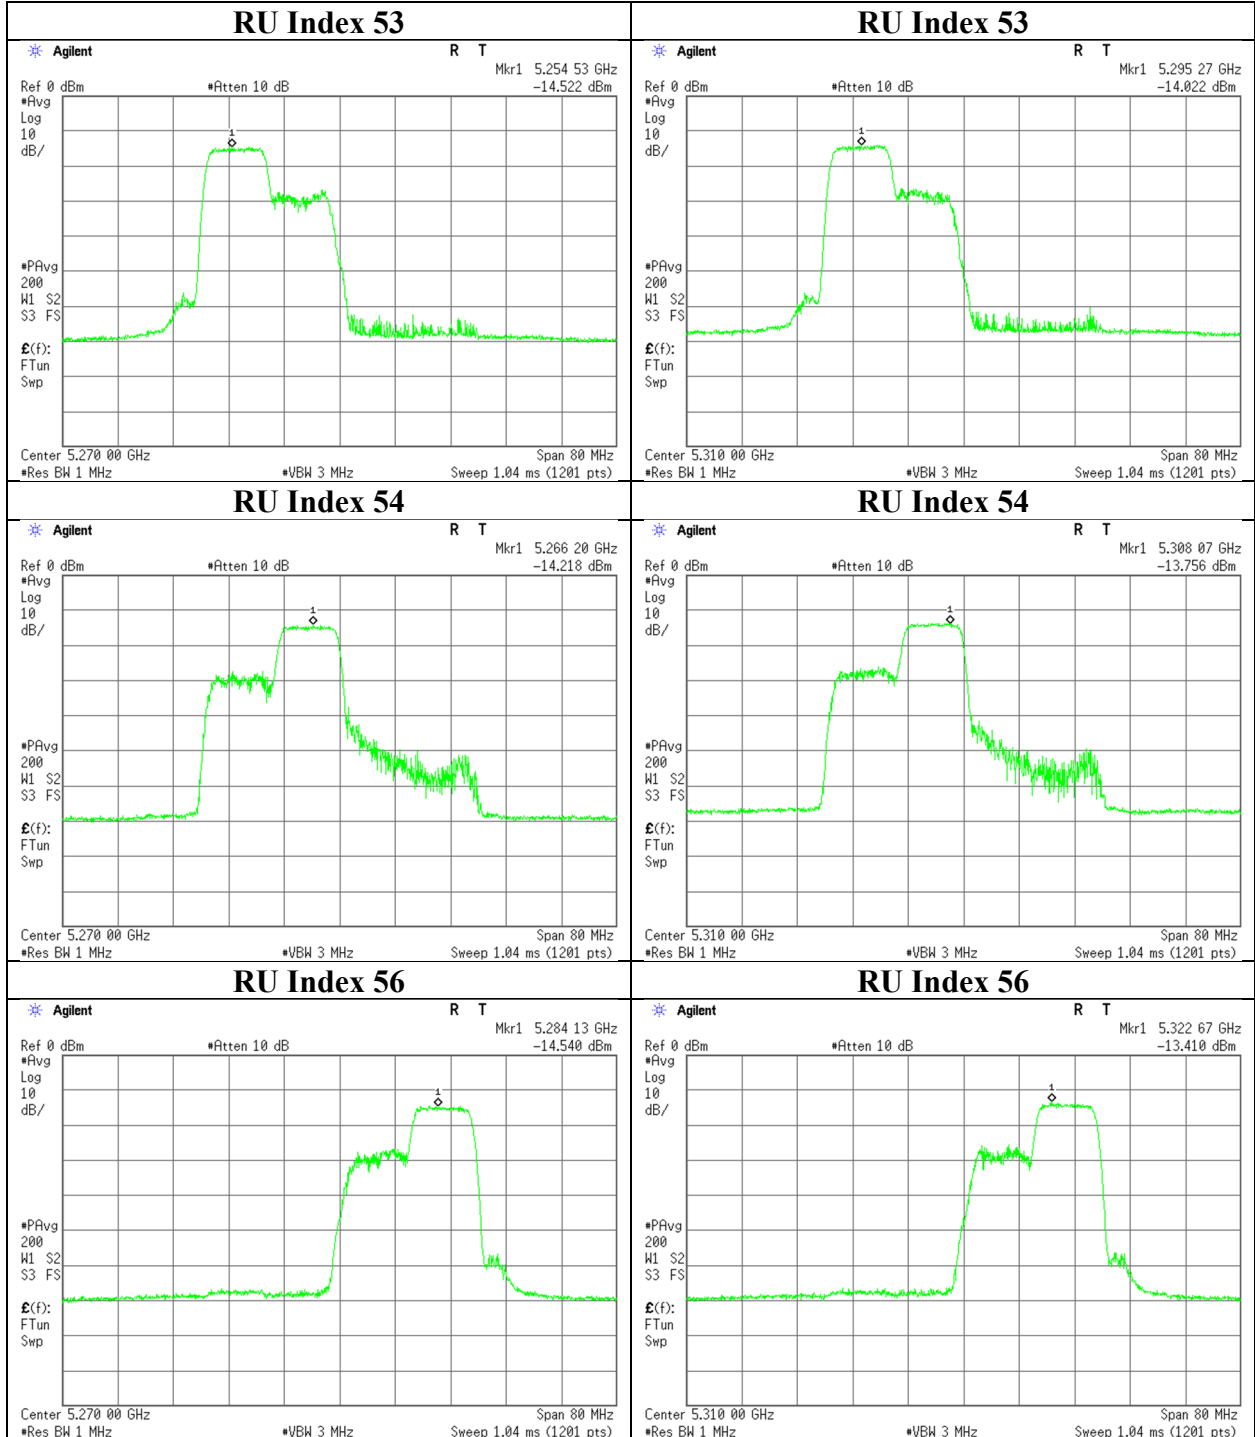 RU Index 53
Agilent
R T
Mkr1 5.254 53 GHz
Ref 0 dBm
#Atten 10 dB
-14.522 dBm
#Avg
Log
10
dB/
1
#PAvg
200
W1 S2
S3 FS
£(f):
FTun
Swp
Center 5.270 00 GHz
Span 80 MHz
#Res BW 1 MHz
#VBW 3 MHz
Sweep 1.04 ms (1201 pts)
RU Index 53
Agilent
R T
Mkr1 5.295 27 GHz
Ref 0 dBm
#Atten 10 dB
-14.022 dBm
#Avg
Log
10
dB/
1
#PAvg
200
W1 S2
S3 FS
£(f):
FTun
Swp
Center 5.310 00 GHz
Span 80 MHz
#Res BW 1 MHz
#VBW 3 MHz
Sweep 1.04 ms (1201 pts)
RU Index 54
Agilent
R T
Mkr1 5.266 20 GHz
Ref 0 dBm
#Atten 10 dB
-14.218 dBm
#Avg
Log
10
dB/
1
#PAvg
200
W1 S2
S3 FS
£(f):
FTun
Swp
Center 5.270 00 GHz
Span 80 MHz
#Res BW 1 MHz
#VBW 3 MHz
Sweep 1.04 ms (1201 pts)
RU Index 54
Agilent
R T
Mkr1 5.308 07 GHz
Ref 0 dBm
#Atten 10 dB
-13.756 dBm
#Avg
Log
10
dB/
1
#PAvg
200
W1 S2
S3 FS
£(f):
FTun
Swp
Center 5.310 00 GHz
Span 80 MHz
#Res BW 1 MHz
#VBW 3 MHz
Sweep 1.04 ms (1201 pts)
RU Index 56
Agilent
R T
Mkr1 5.284 13 GHz
Ref 0 dBm
#Atten 10 dB
-14.540 dBm
#Avg
Log
10
dB/
1
#PAvg
200
W1 S2
S3 FS
£(f):
FTun
Swp
Center 5.270 00 GHz
Span 80 MHz
#Res BW 1 MHz
#VBW 3 MHz
Sweep 1.04 ms (1201 pts)
RU Index 56
Agilent
R T
Mkr1 5.322 67 GHz
Ref 0 dBm
#Atten 10 dB
-13.410 dBm
#Avg
Log
10
dB/
1
#PAvg
200
W1 S2
S3 FS
£(f):
FTun
Swp
Center 5.310 00 GHz
Span 80 MHz
#Res BW 1 MHz
#VBW 3 MHz
Sweep 1.04 ms (1201 pts)